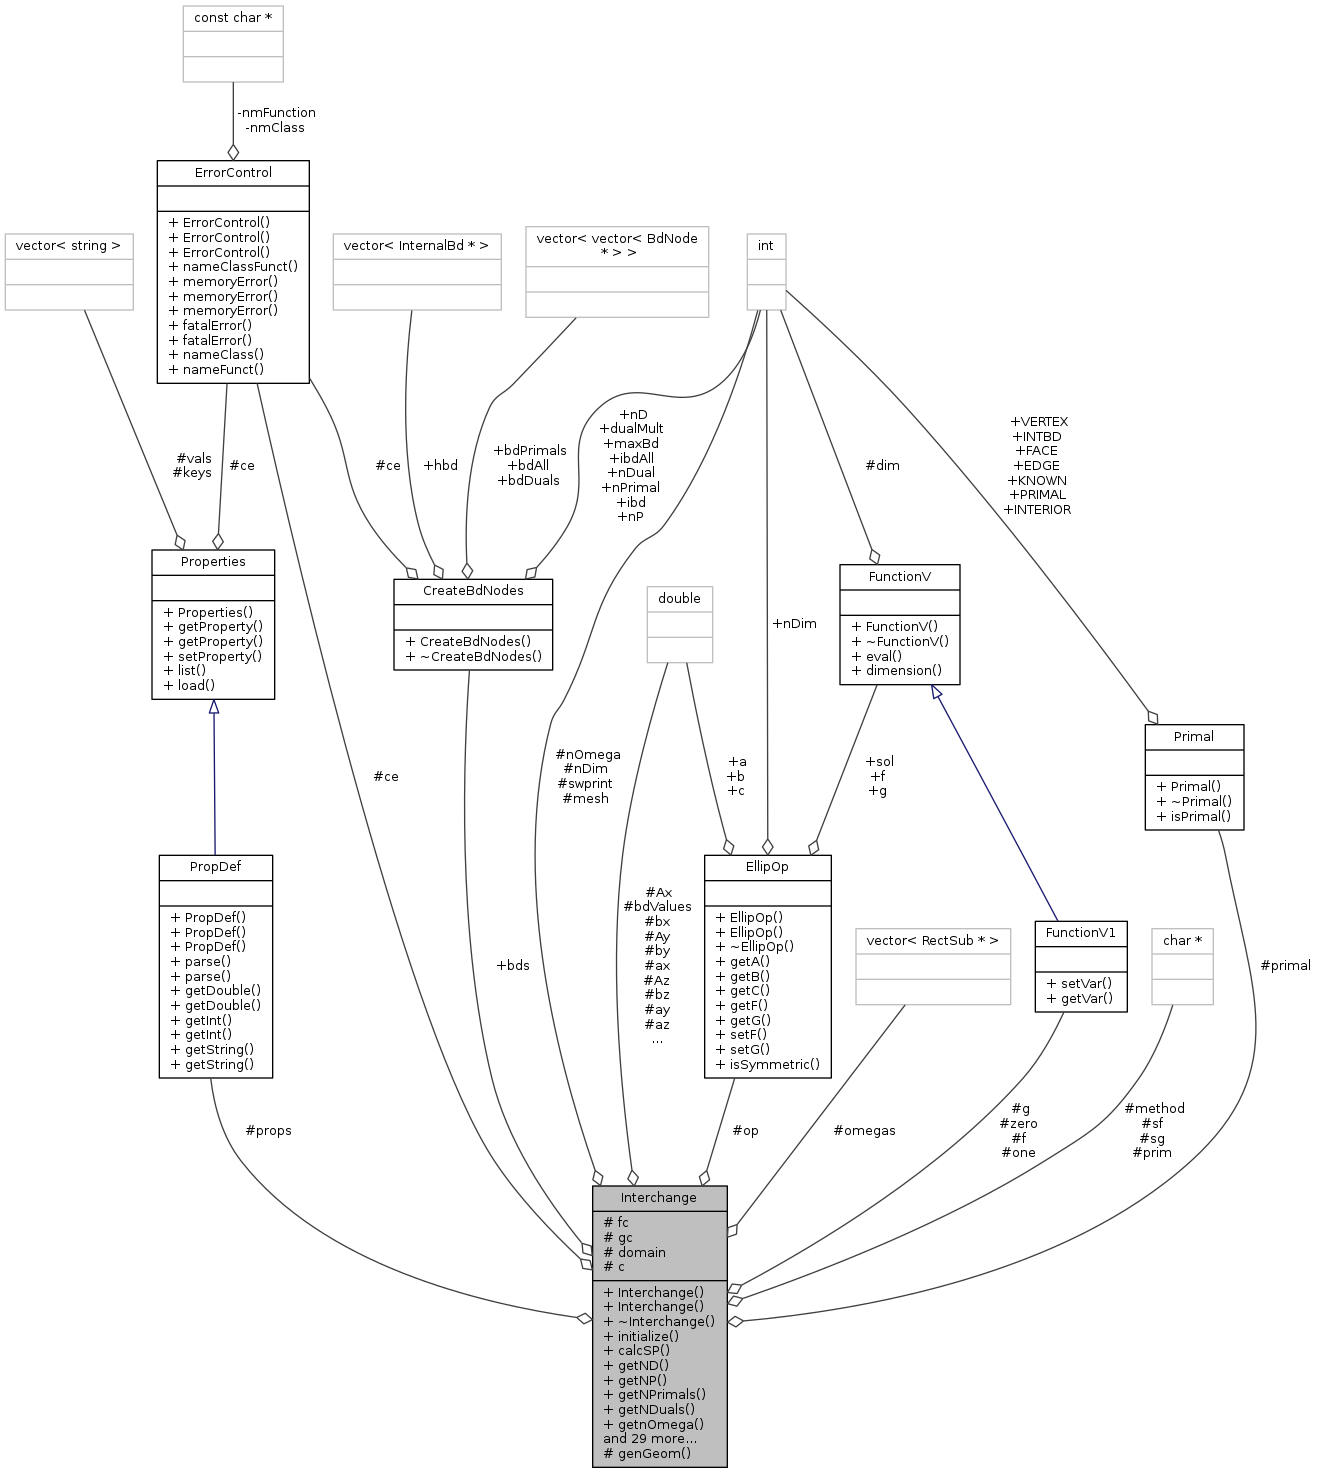 const char *
-nmFunction
-nmClass
ErrorControl
+ ErrorControl()
+ ErrorControl()
+ ErrorControl()
+ nameClassFunct()
+ memoryError()
+ memoryError()
+ memoryError()
+ fatalError()
+ fatalError()
+ nameClass()
+ nameFunct()
vector< string >
vector< InternalBd * >
vector< vector< BdNode
* > >
int
#vals
#keys
#ce
#ce
+hbd
+bdPrimals
+bdAll
+bdDuals
+nD
+dualMult
+maxBd
+ibdAll
+nDual
+nPrimal
+ibd
+nP
#dim
+VERTEX
+INTBD
+FACE
+EDGE
+KNOWN
+PRIMAL
+INTERIOR
Properties
+ Properties()
+ getProperty()
+ getProperty()
+ setProperty()
+ list()
+ load()
CreateBdNodes
+ CreateBdNodes()
+ ~CreateBdNodes()
double
+nDim
FunctionV
+ FunctionV()
+ ~FunctionV()
+ eval()
+ dimension()
Primal
+ Primal()
+ ~Primal()
+ isPrimal()
#ce
#nOmega
#nDim
#swprint
#mesh
+a
+b
+c
+sol
+f
+g
PropDef
+ PropDef()
+ PropDef()
+ PropDef()
+ parse()
+ parse()
+ getDouble()
+ getDouble()
+ getInt()
+ getInt()
+ getString()
+ getString()
+bds
#Ax
#bdValues
#bx
#Ay
#by
#ax
#Az
#bz
#ay
#az
...
EllipOp
+ EllipOp()
+ EllipOp()
+ ~EllipOp()
+ getA()
+ getB()
+ getC()
+ getF()
+ getG()
+ setF()
+ setG()
+ isSymmetric()
vector< RectSub * >
FunctionV1
+ setVar()
+ getVar()
char *
#primal
#props
#op
#omegas
#g
#zero
#f
#one
#method
#sf
#sg
#prim
Interchange
# fc
# gc
# domain
# c
+ Interchange()
+ Interchange()
+ ~Interchange()
+ initialize()
+ calcSP()
+ getND()
+ getNP()
+ getNPrimals()
+ getNDuals()
+ getnOmega()
and 29 more...
# genGeom()